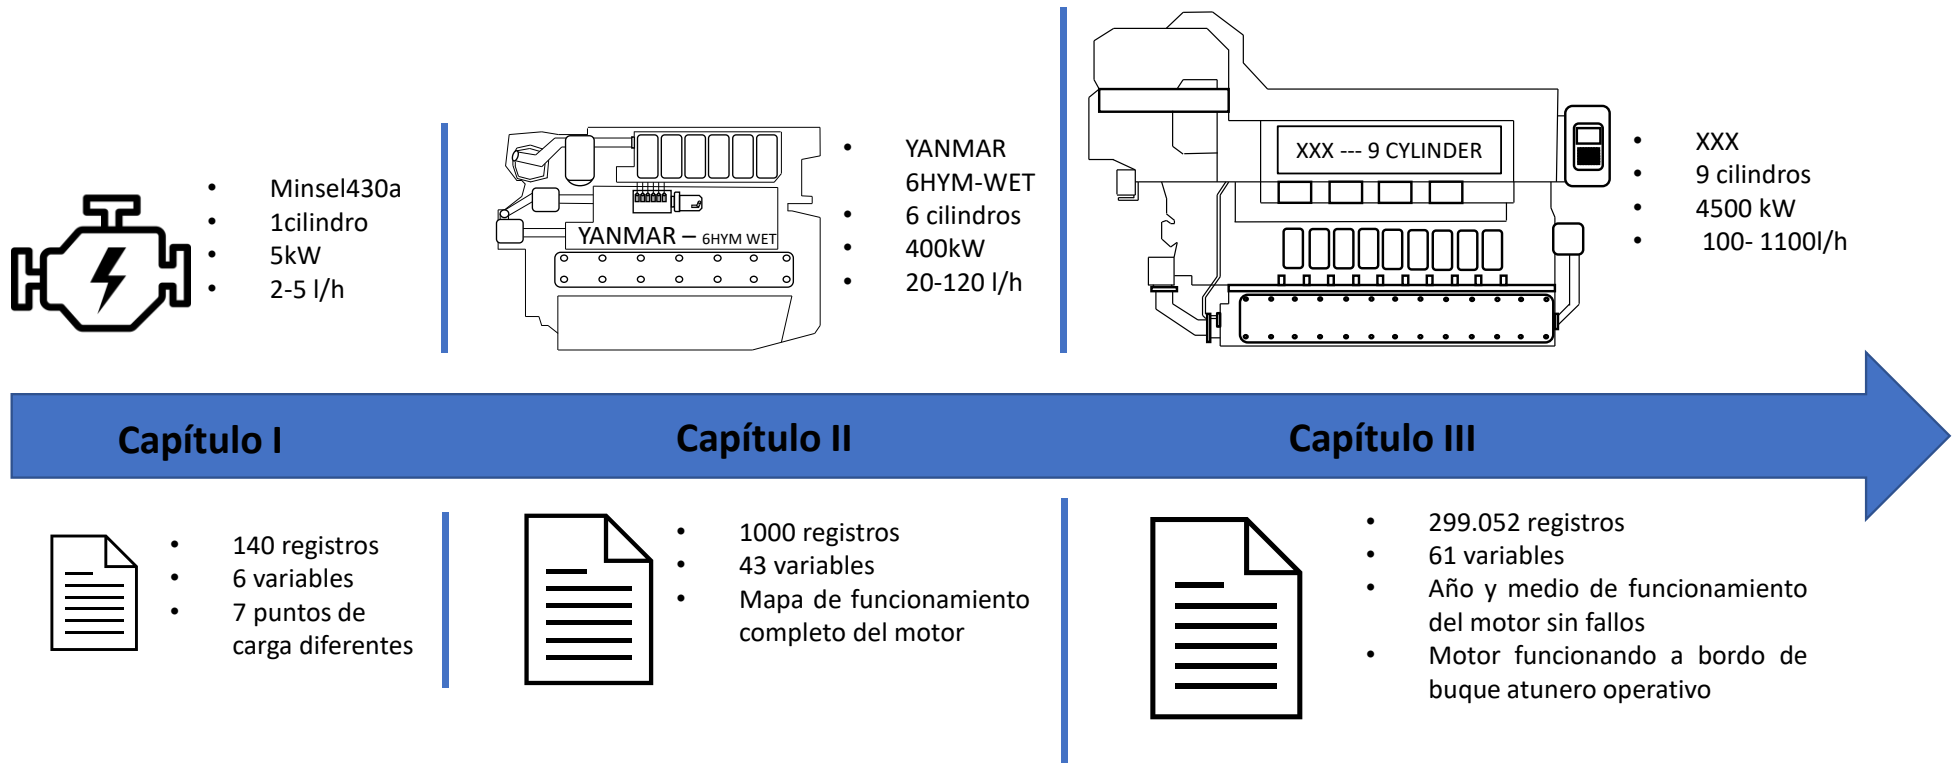 • Minsel430a
• 1cilindro
• 5kW
• 2-5 l/h
YANMAR – 6HYM WET
• YANMAR
6HYM-WET
• 6 cilindros
• 400kW
• 20-120 l/h
XXX --- 9 CYLINDER
• XXX
• 9 cilindros
• 4500 kW
• 100- 1100l/h
Capítulo I
Capítulo II
Capítulo III
• 140 registros
• 6 variables
• 7 puntos de
carga diferentes
• 1000 registros
• 43 variables
• Mapa de funcionamiento
completo del motor
• 299.052 registros
• 61 variables
• Año y medio de funcionamiento
del motor sin fallos
• Motor funcionando a bordo de
buque atunero operativo